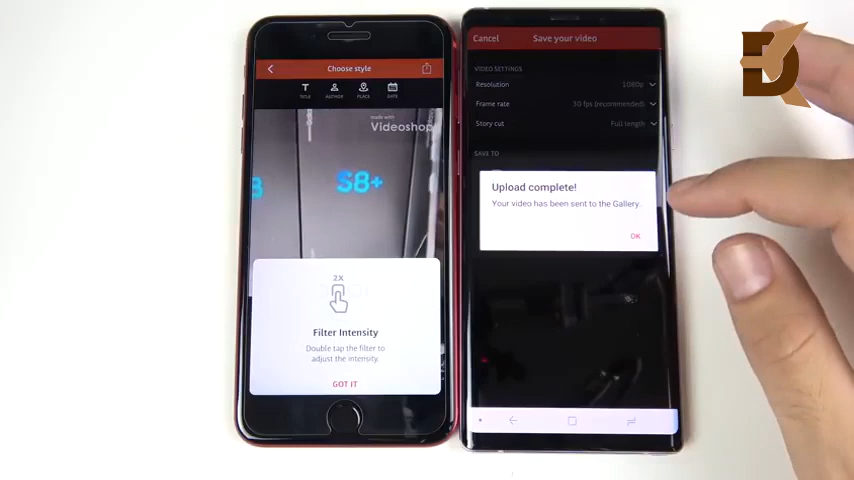 Choose style
TITLE
AUTHOR
PLACE
DATE
made with
Videoshop
S8+
2X
Filter Intensity
Double tap the filter to
adjust the intensity.
GOT IT
Cancel
Save your video
VIDEO SETTINGS
Resolution
1080p
Frame rate
30 fps (recommended)
Story cut
Full length
SAVE TO
Upload complete!
Your video has been sent to the Gallery.
OK
DK